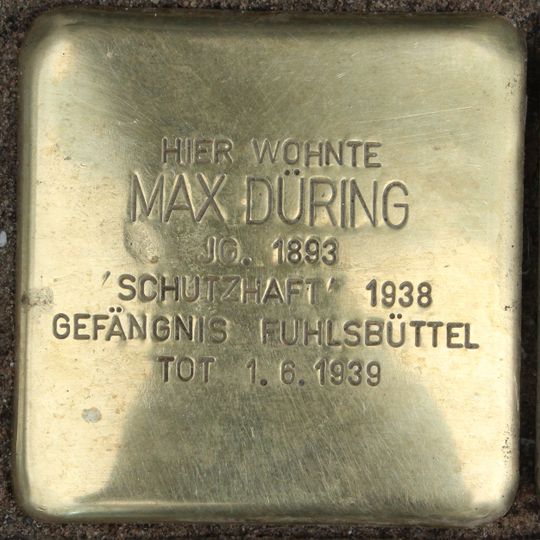 HIER WOHNTE
MAX DÜRING
JG. 1893
"SCHUTZHAFT" 1938
GEFÄNGNIS FUHLSBÜTTEL
TOT 1.6.1939